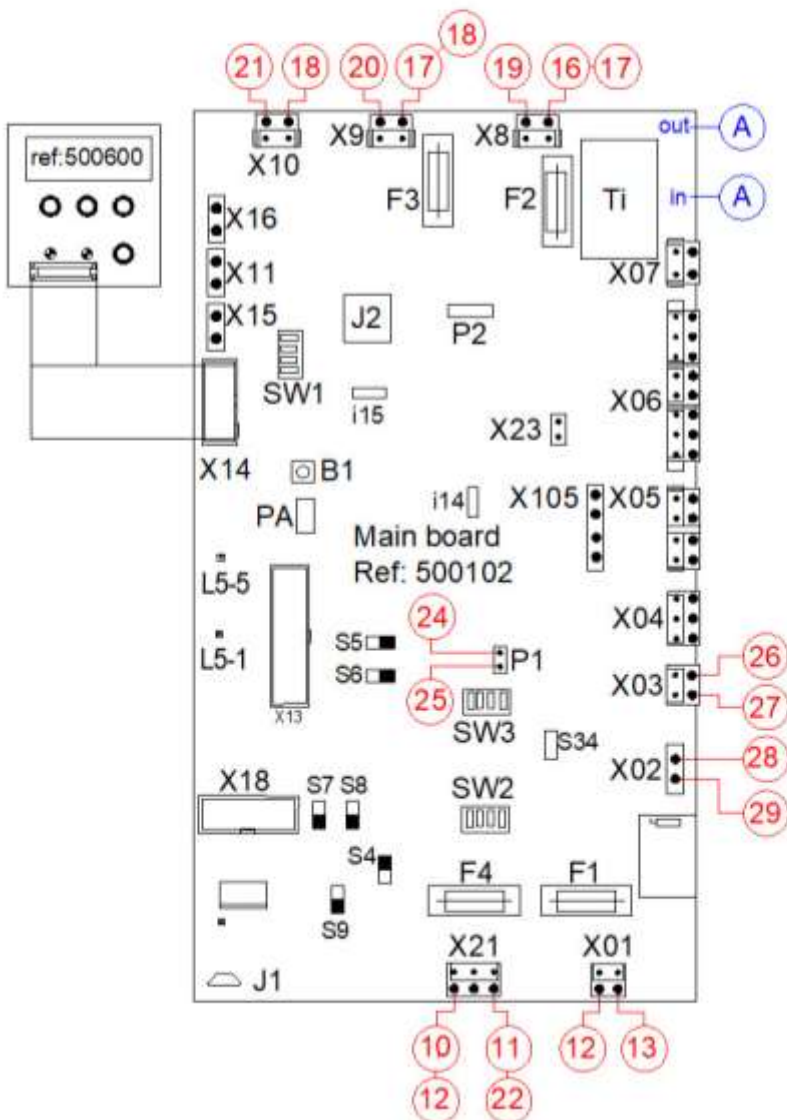 18
21 18 20 17 19 16 17
out A
X10 X9 X8
ref:500600
F3 F2 Ti in A
X16
X07
X11
X15 J2 P2
SW1 X06
i15
X23
X14 B1
i14 X105 X05
PA
Main board
Ref: 500102
L5-5
24 X04
S5
L5-1 P1 26
S6 25 X03 27
X13
SW3 S34 28
X18 S7 S8 SW2 X02 29
S4
F4 F1
S9
X21 X01
J1
10 11 12 13
12 22